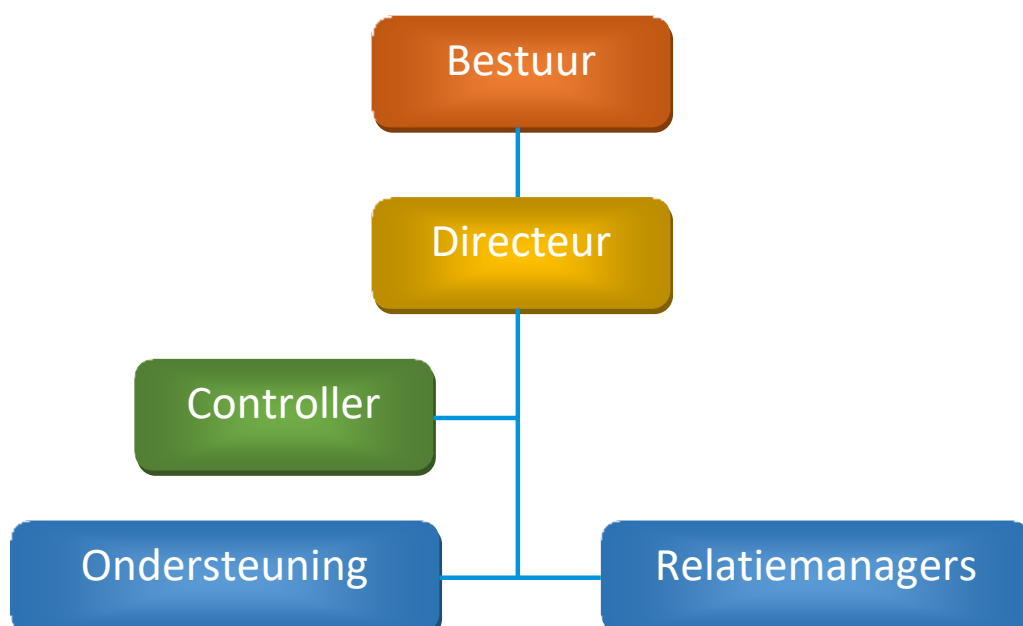 Bestuur
Directeur
Controller
Ondersteuning
Relatiemanagers